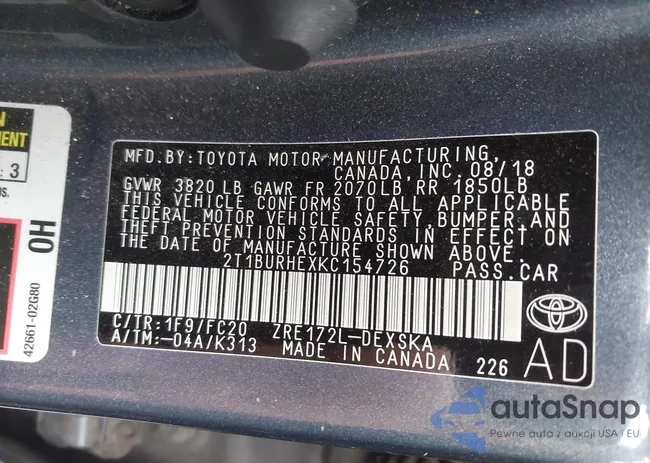 MFD.BY:TOYOTA MOTOR MANUFACTURING,
CANADA, INC. 08/18
GVWR 3820 LB GAWR FR 2070LB RR 1850LB
THIS VEHICLE CONFORMS TO ALL APPLICABLE
FEDERAL MOTOR VEHICLE SAFETY, BUMPER, AND
THEFT PREVENTION STANDARDS IN EFFECT ON
THE DATE OF MANUFACTURE SHOWN ABOVE.
2T1BURHEXKC154726 PASS.CAR
C/TR:1F9/FC20 ZRE172L-DEXSKA
A/TM:-04A/K313 MADE IN CANADA 226
AD
: 3
OH
42661-02G80
autaSnap
Pewne auta z aukcji USA i EU